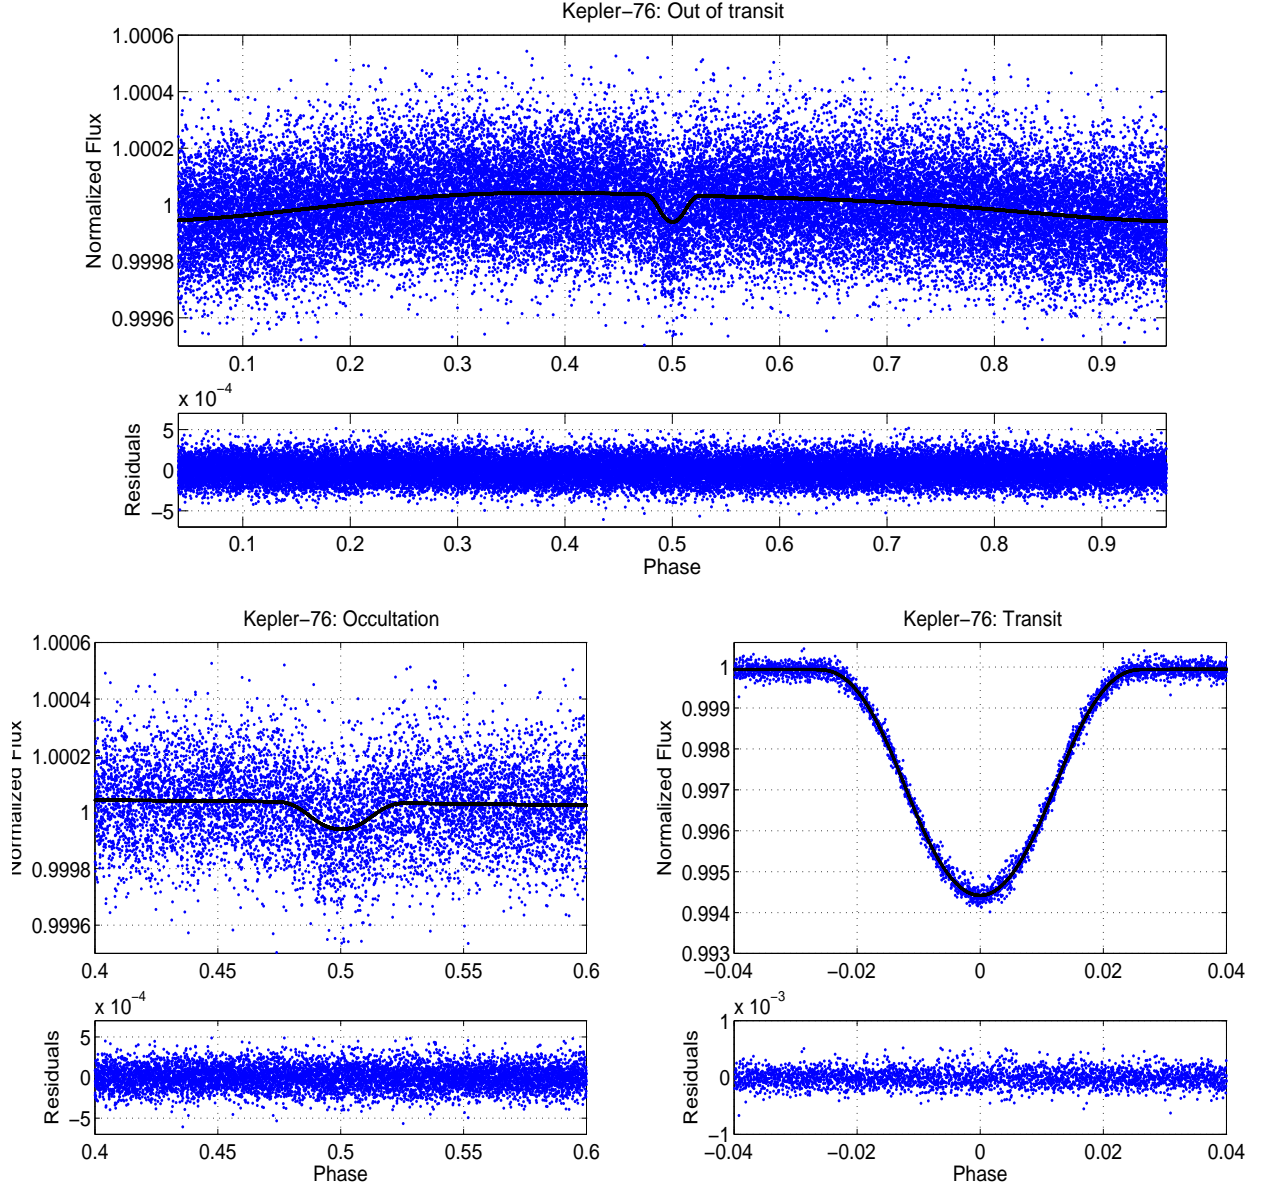 Kepler−76: Out of transit
Normalized Flux
1.0006
1.0004
1.0002
1
0.9998
0.9996
0.1 0.2 0.3 0.4 0.5 0.6 0.7 0.8 0.9
x 10−4
Residuals
5
0
−5
0.1 0.2 0.3 0.4 0.5 0.6 0.7 0.8 0.9
Phase
Kepler−76: Occultation
Normalized Flux
1.0006
1.0004
1.0002
1
0.9998
0.9996
0.4 0.45 0.5 0.55 0.6
x 10−4
Residuals
5
0
−5
0.4 0.45 0.5 0.55 0.6
Phase
Kepler−76: Transit
Normalized Flux
1
0.999
0.998
0.997
0.996
0.995
0.994
0.993
−0.04 −0.02 0 0.02 0.04
x 10−3
Residuals
1
0
−1
−0.04 −0.02 0 0.02 0.04
Phase